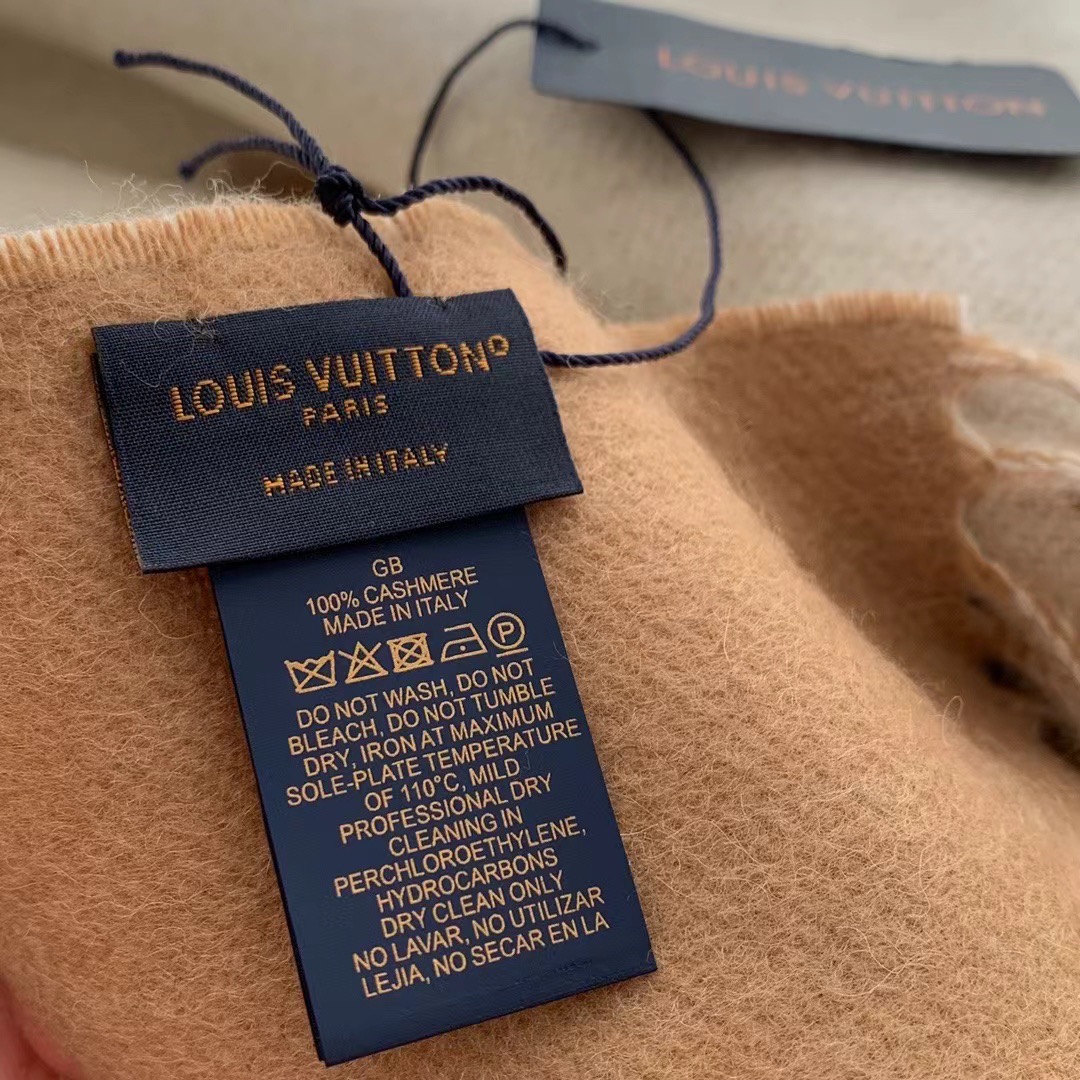 LOUIS VUITTON
LOUIS VUITTON®
PARIS
MADE IN ITALY
GB
100% CASHMERE
MADE IN ITALY
P
DO NOT WASH, DO NOT
BLEACH, DO NOT TUMBLE
DRY, IRON AT MAXIMUM
SOLE-PLATE TEMPERATURE
OF 110°C, MILD
PROFESSIONAL DRY
CLEANING IN
PERCHLOROETHYLENE,
HYDROCARBONS
DRY CLEAN ONLY
NO LAVAR, NO UTILIZAR
LEJIA, NO SECAR EN LA